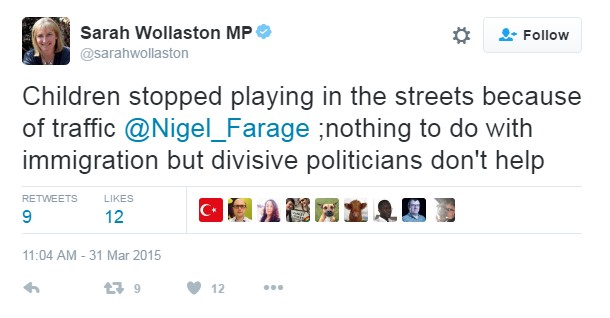 Sarah Wollaston MP
@sarahwollaston
Follow
Children stopped playing in the streets because
of traffic @Nigel_Farage ;nothing to do with
immigration but divisive politicians don't help
RETWEETS LIKES
9 12
11:04 AM - 31 Mar 2015
9 12